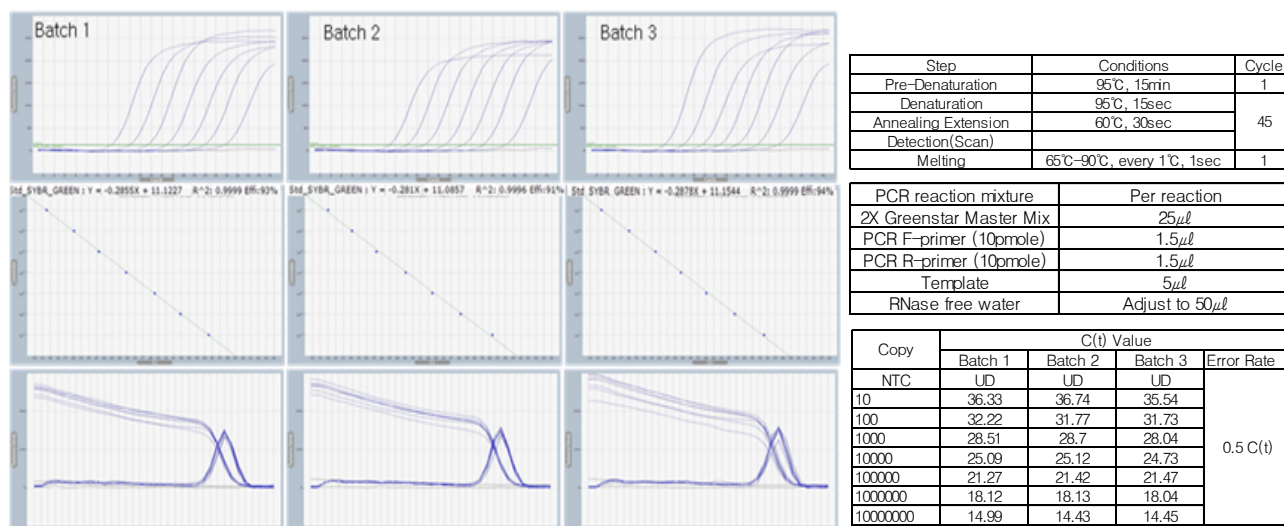 Batch 1
Batch 2
Batch 3
Std_SYBR_GREEN : Y = -0.2855X + 11.1227 R^2: 0.9999 Effi:93%
Std_SYBR_GREEN : Y = -0.281X + 11.0857 R^2: 0.9996 Effi:91%
Std_SYBR_GREEN : Y = -0.2878X + 11.1544 R^2: 0.9999 Effi:94%
Step Conditions Cycle
Pre-Denaturation 95℃, 15min 1
Denaturation 95℃, 15sec 45
Annealing Extension 60℃, 30sec
Detection(Scan)
Melting 65℃-90℃, every 1℃, 1sec 1
PCR reaction mixture Per reaction
2X Greenstar Master Mix 25㎕
PCR F-primer (10pmole) 1.5㎕
PCR R-primer (10pmole) 1.5㎕
Template 5㎕
RNase free water Adjust to 50㎕
Copy C(t) Value
Batch 1 Batch 2 Batch 3 Error Rate
NTC UD UD UD 0.5 C(t)
10 36.33 36.74 35.54
100 32.22 31.77 31.73
1000 28.51 28.7 28.04
10000 25.09 25.12 24.73
100000 21.27 21.42 21.47
1000000 18.12 18.13 18.04
10000000 14.99 14.43 14.45